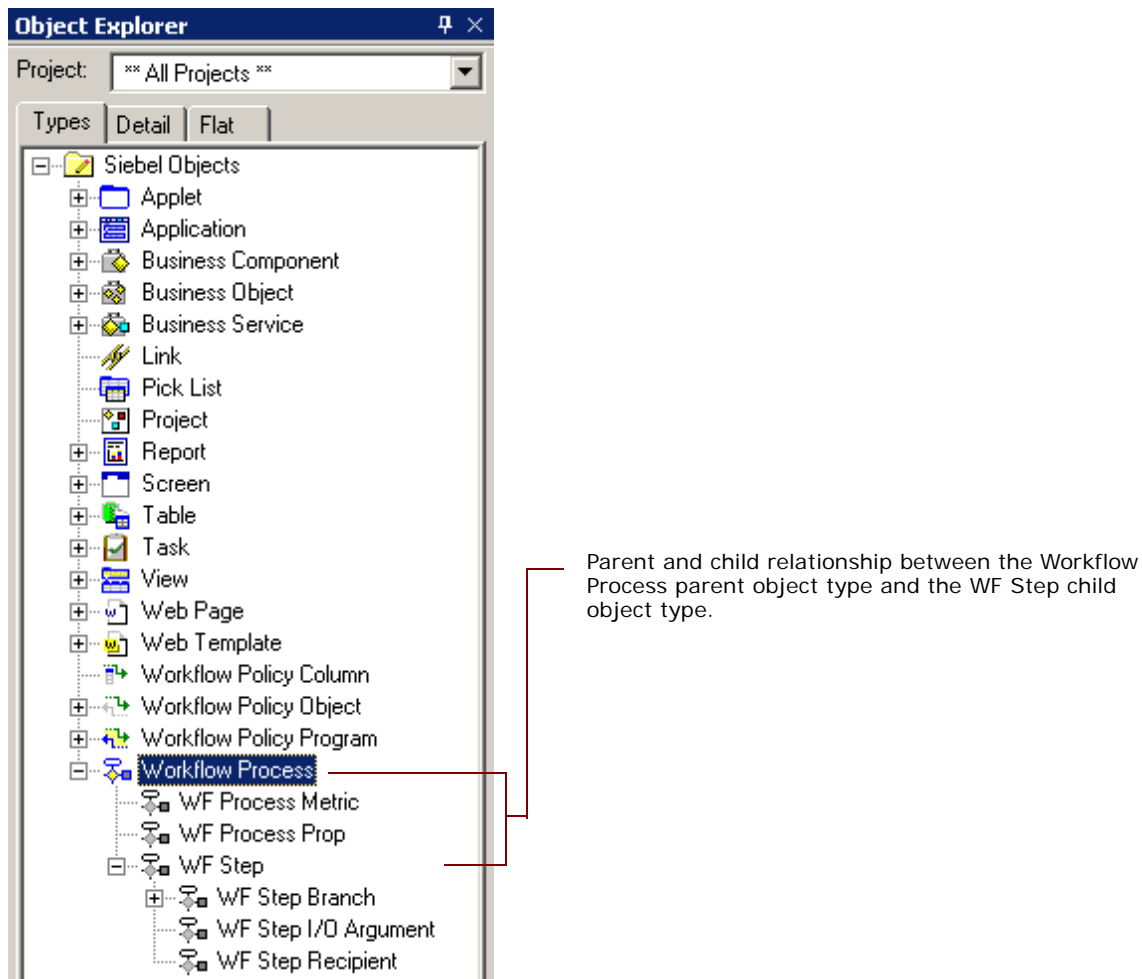 Object Explorer
Project: ** All Projects **
Types Detail Flat
Siebel Objects
Applet
Application
Business Component
Business Object
Business Service
Link
Pick List
Project
Report
Screen
Table
Task
View
Web Page
Web Template
Workflow Policy Column
Workflow Policy Object
Workflow Policy Program
Workflow Process
WF Process Metric
WF Process Prop
WF Step
WF Step Branch
WF Step I/O Argument
WF Step Recipient
Parent and child relationship between the Workflow
Process parent object type and the WF Step child
object type.